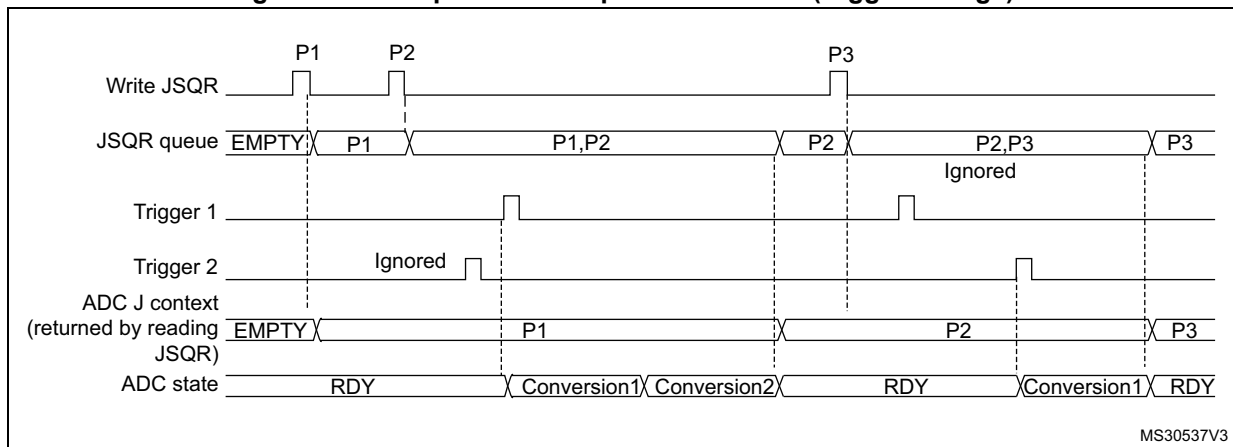 P1 P2 P3
Write JSQR
JSQR queue EMPTY P1 P1,P2 P2 P2,P3 P3
Ignored
Trigger 1
Trigger 2 Ignored
ADC J context
(returned by reading EMPTY P1 P2 P3
JSQR)
ADC state RDY Conversion1 Conversion2 RDY Conversion1 RDY
MS30537V3